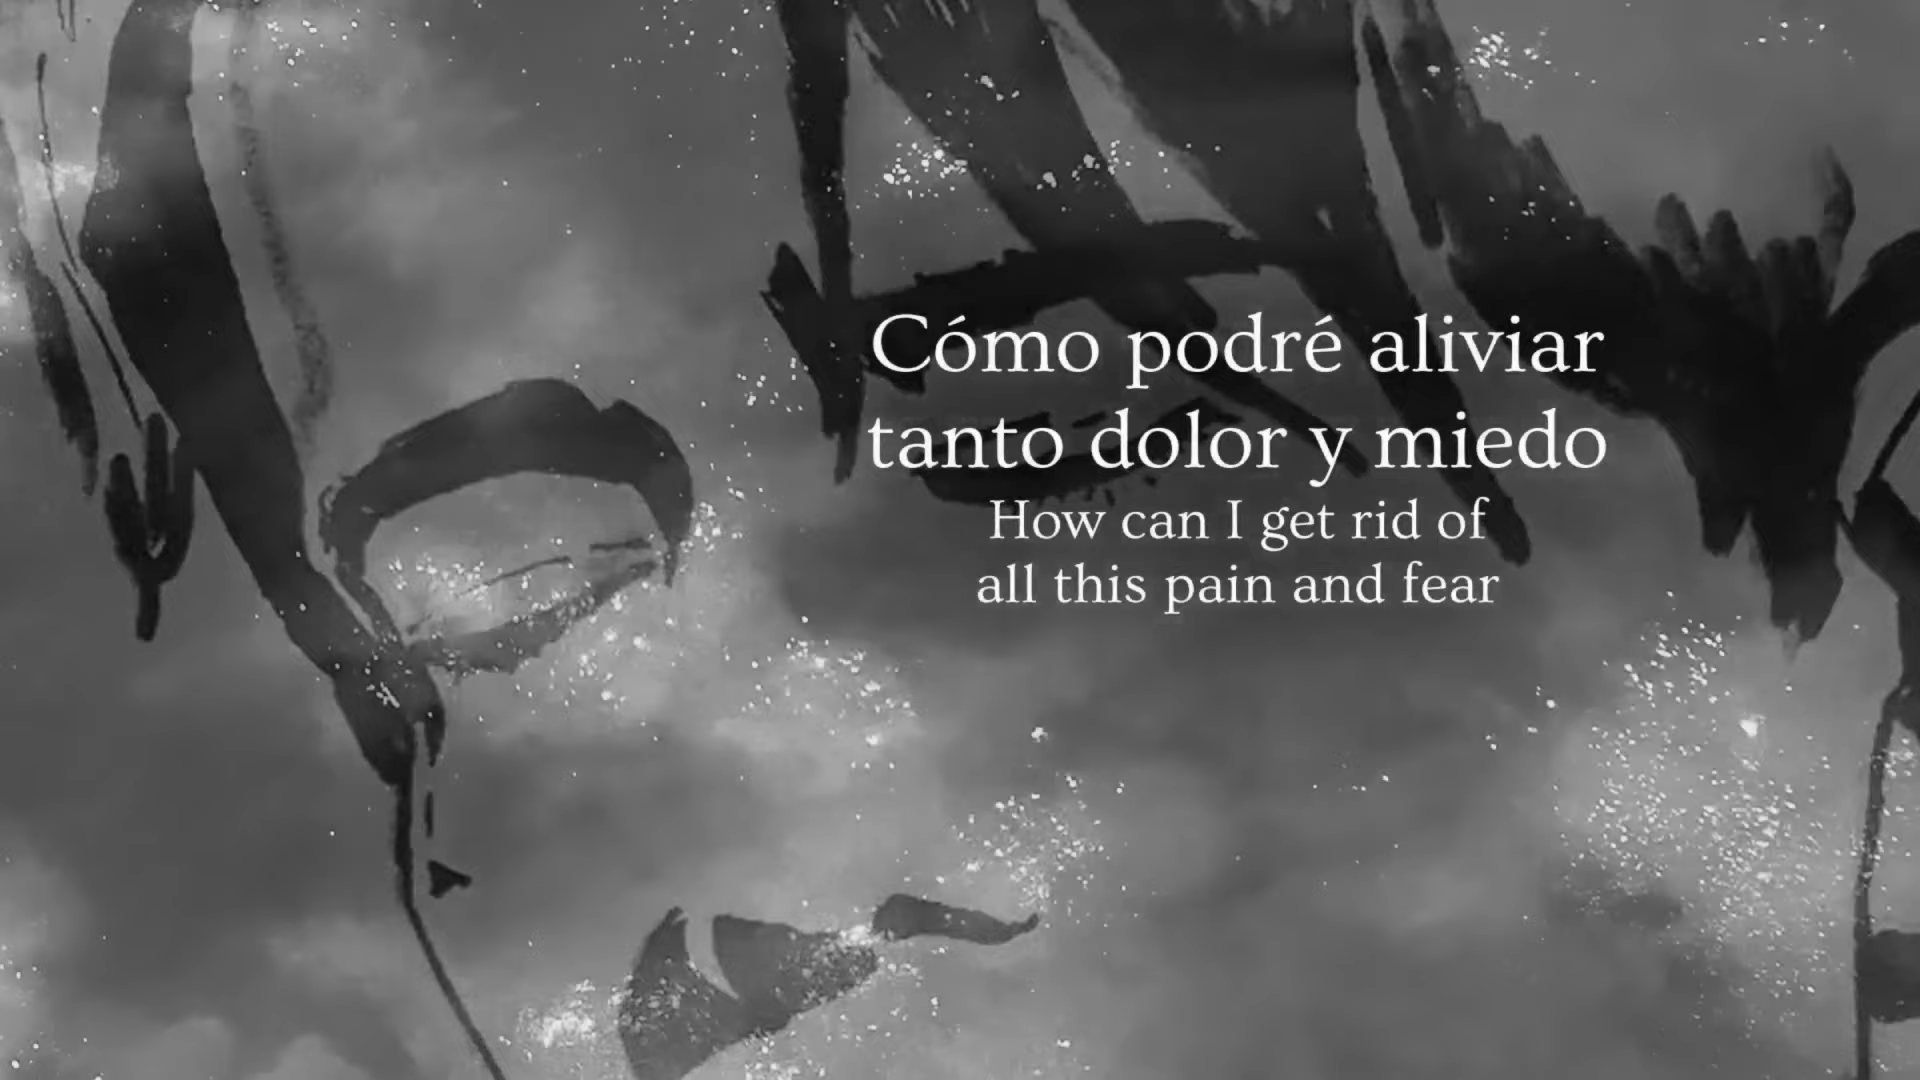 Cómo podré aliviar
tanto dolor y miedo
How can I get rid of
all this pain and fear